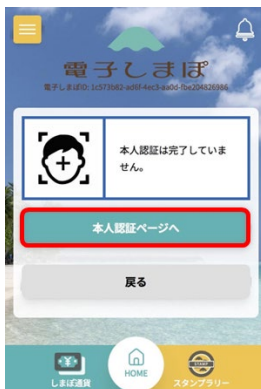 電子しまぽ
電子しまぽID: 1c573b82-ad6f-4ec3-aa0d-fbe204826986
本人認証は完了していま
せん。
本人認証ページへ
戻る
しまぽ通貨
HOME
スタンプラリー